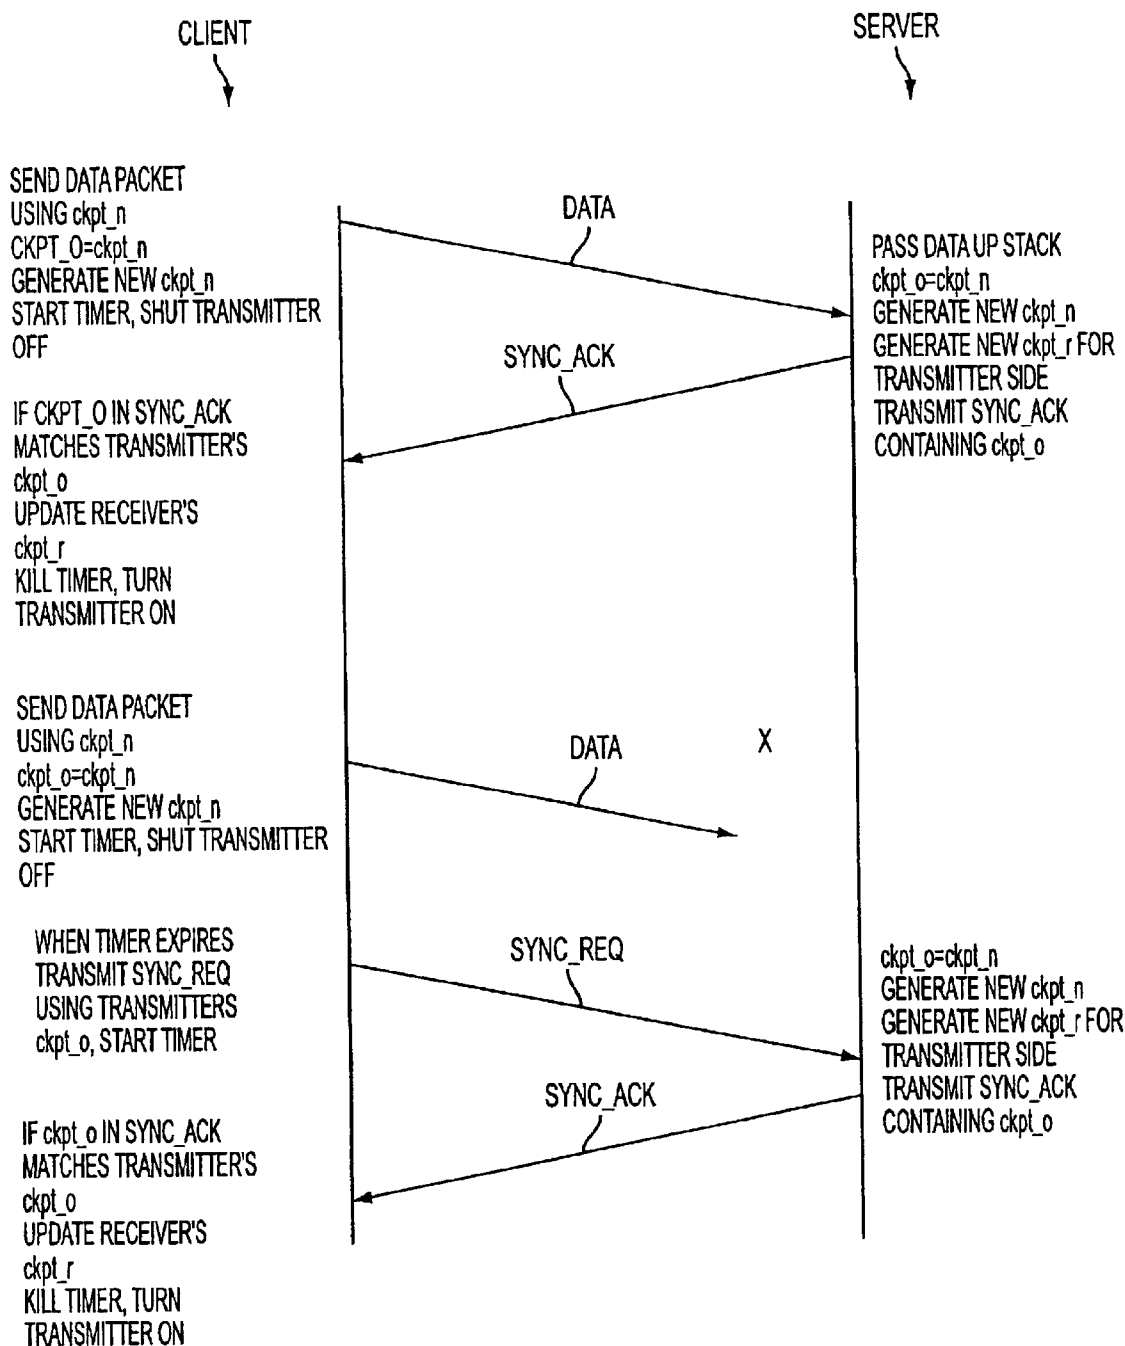 CLIENT
SERVER
SEND DATA PACKET
USING ckpt_n
CKPT_O=ckpt_n
GENERATE NEW ckpt_n
START TIMER, SHUT TRANSMITTER
OFF
DATA
PASS DATA UP STACK
ckpt_o=ckpt_n
GENERATE NEW ckpt_n
GENERATE NEW ckpt_r FOR
TRANSMITTER SIDE
TRANSMIT SYNC_ACK
CONTAINING ckpt_o
SYNC_ACK
IF CKPT_O IN SYNC_ACK
MATCHES TRANSMITTER'S
ckpt_o
UPDATE RECEIVER'S
ckpt_r
KILL TIMER, TURN
TRANSMITTER ON
SEND DATA PACKET
USING ckpt_n
ckpt_o=ckpt_n
GENERATE NEW ckpt_n
START TIMER, SHUT TRANSMITTER
OFF
DATA
X
WHEN TIMER EXPIRES
TRANSMIT SYNC_REQ
USING TRANSMITTERS
ckpt_o, START TIMER
SYNC_REQ
ckpt_o=ckpt_n
GENERATE NEW ckpt_n
GENERATE NEW ckpt_r FOR
TRANSMITTER SIDE
TRANSMIT SYNC_ACK
CONTAINING ckpt_o
SYNC_ACK
IF ckpt_o IN SYNC_ACK
MATCHES TRANSMITTER'S
ckpt_o
UPDATE RECEIVER'S
ckpt_r
KILL TIMER, TURN
TRANSMITTER ON